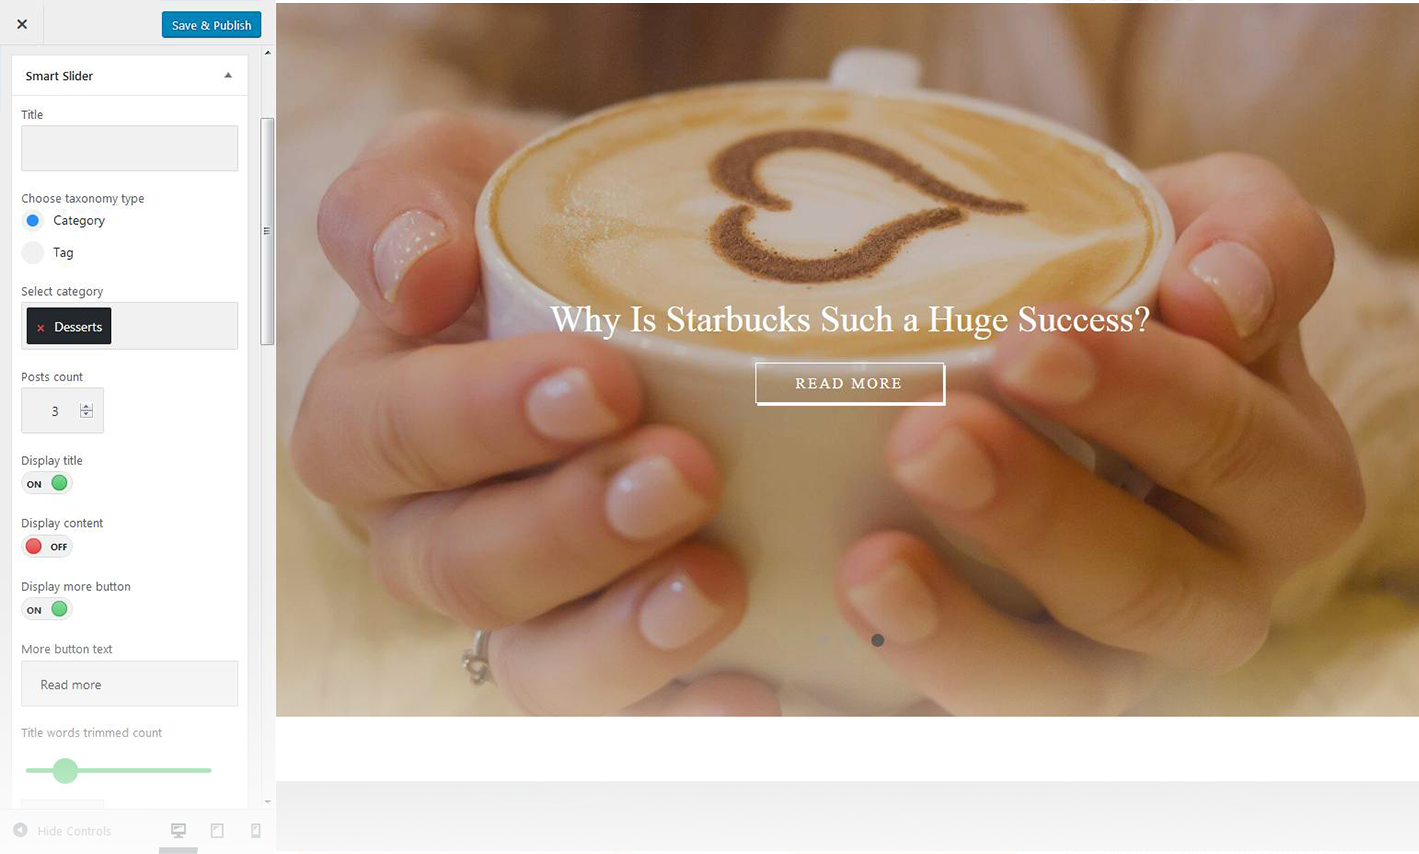 Save & Publish
Smart Slider
Title
Choose taxonomy type
Category
Tag
Select category
× Desserts
Posts count
3
Display title
ON
Display content
OFF
Display more button
ON
More button text
Read more
Title words trimmed count
Hide Controls
Why Is Starbucks Such a Huge Success?
READ MORE